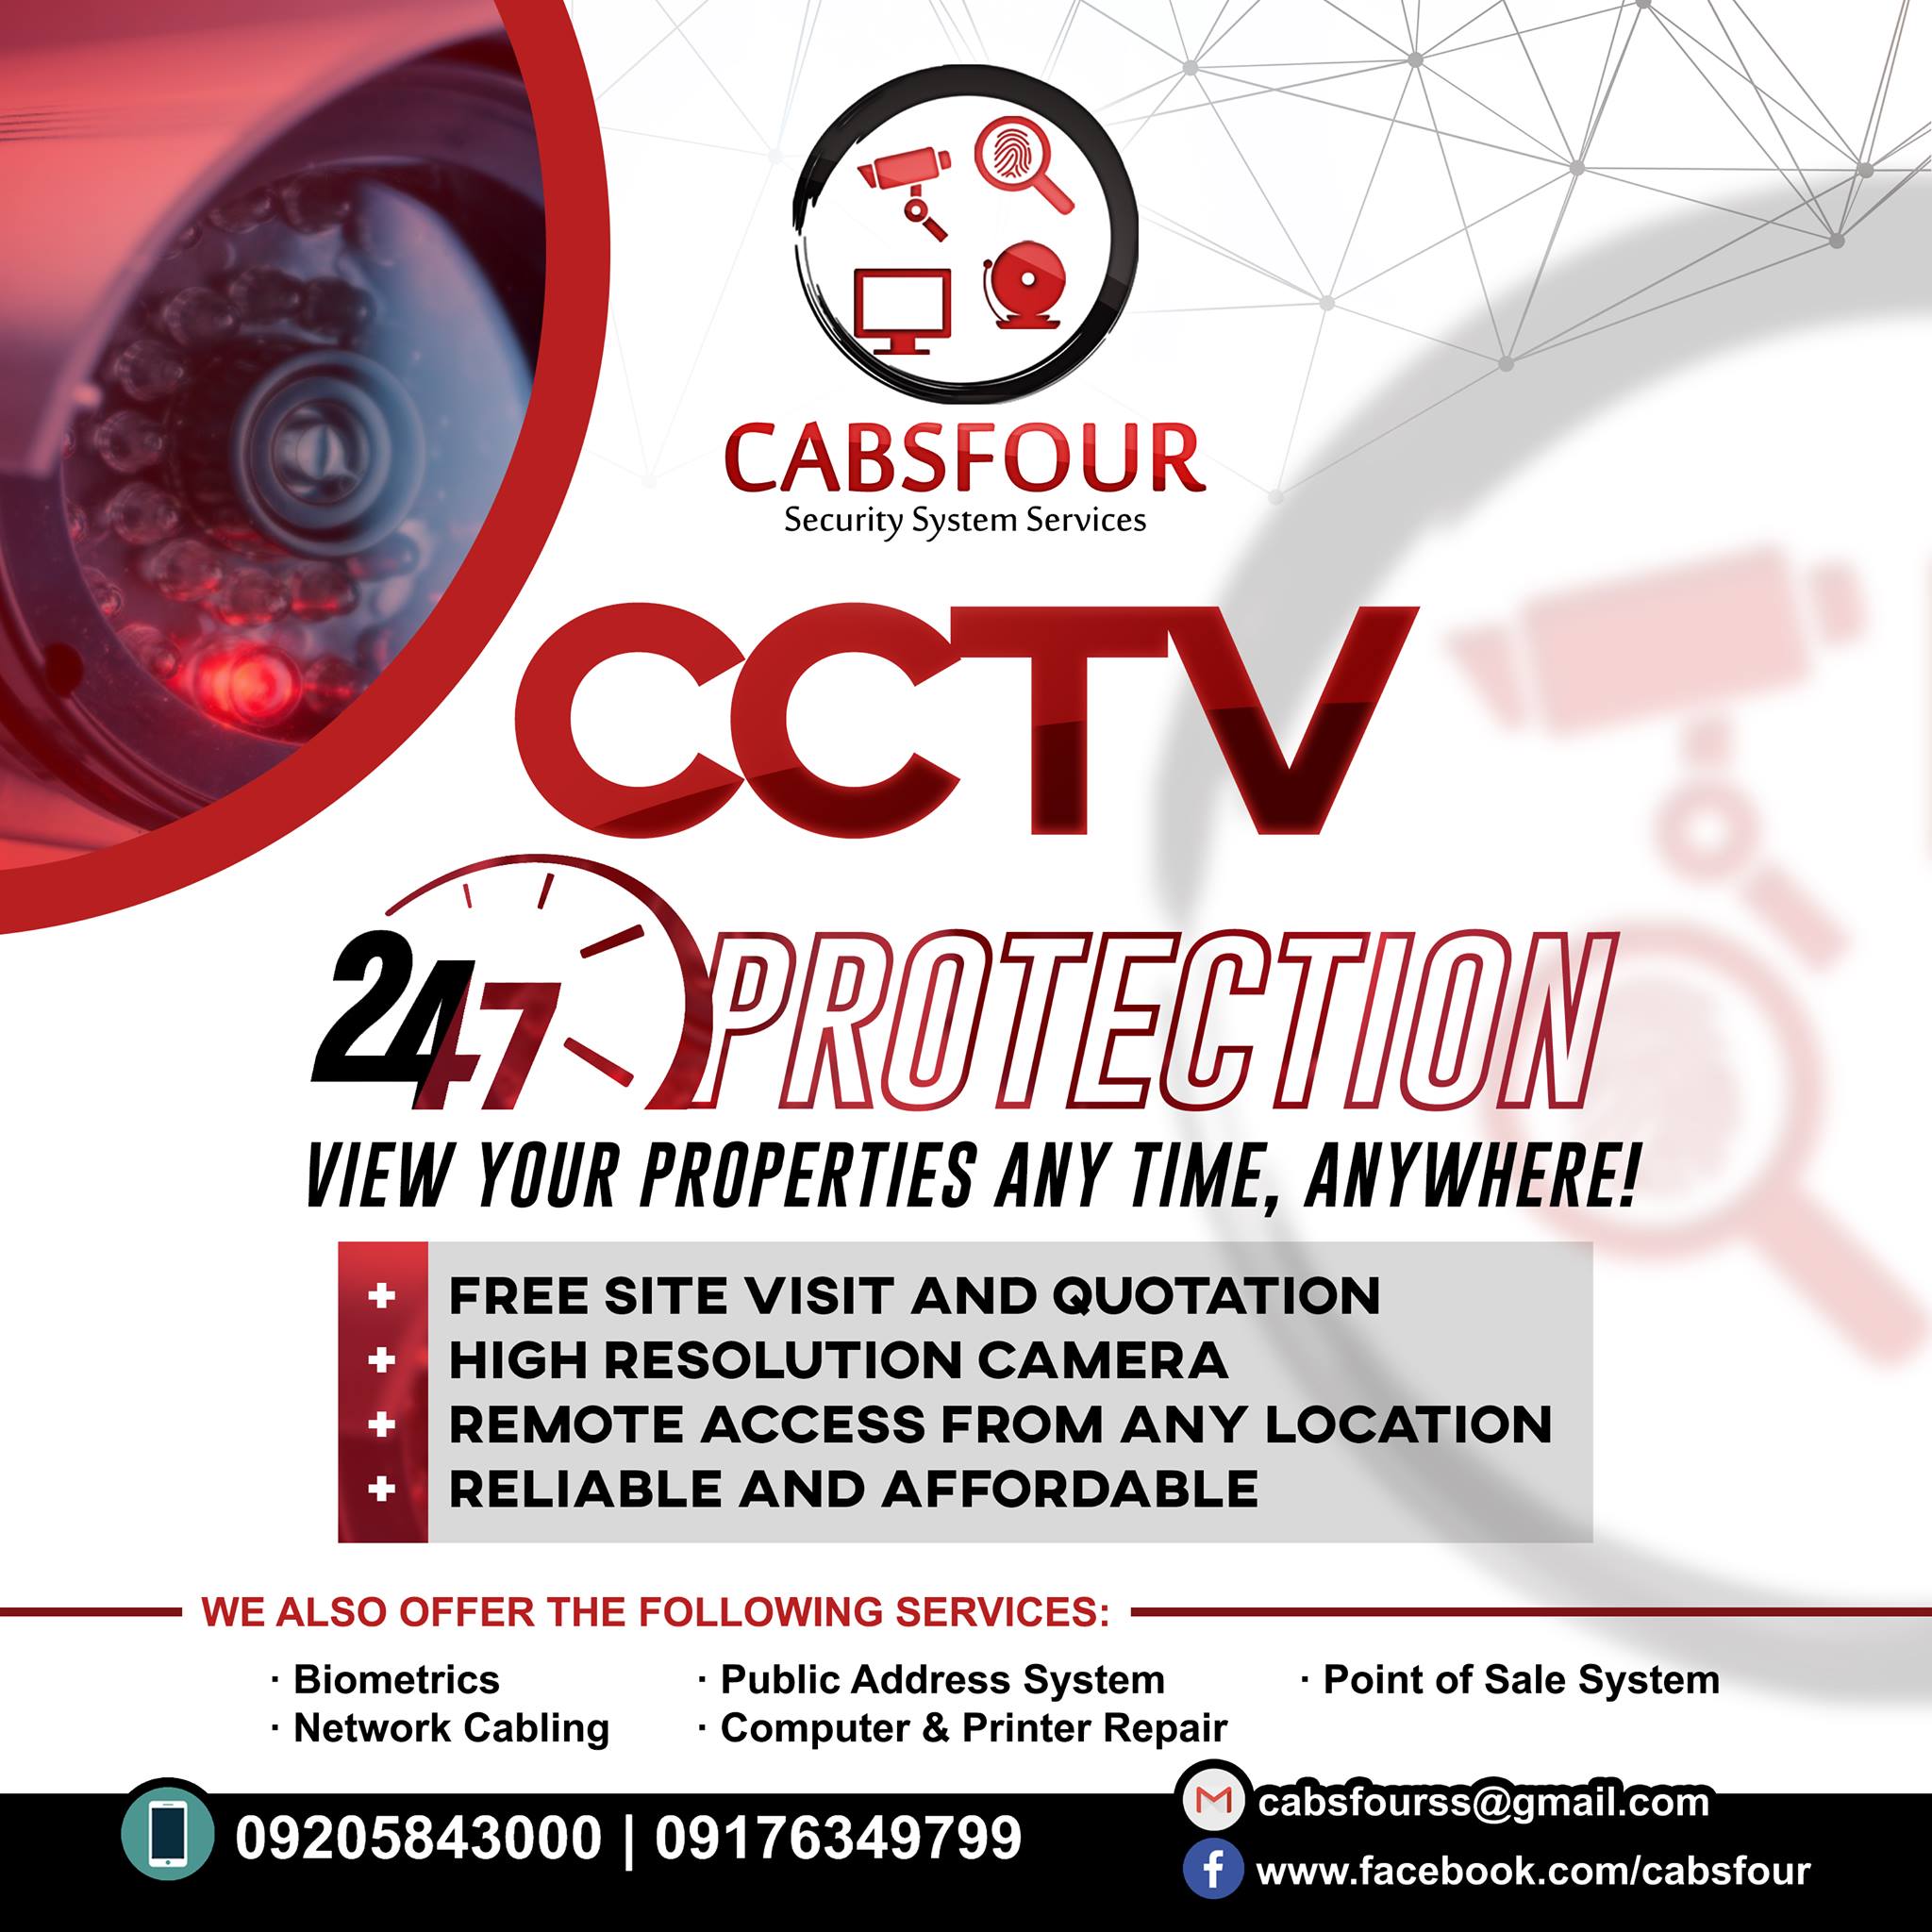 CABSFOUR
Security System Services
CCTV
247 PROTECTION
VIEW YOUR PROPERTIES ANY TIME, ANYWHERE!
+ FREE SITE VISIT AND QUOTATION
+ HIGH RESOLUTION CAMERA
+ REMOTE ACCESS FROM ANY LOCATION
+ RELIABLE AND AFFORDABLE
WE ALSO OFFER THE FOLLOWING SERVICES:
· Biometrics · Public Address System · Point of Sale System
· Network Cabling · Computer & Printer Repair
09205843000 | 09176349799
cabsfourss@gmail.com
www.facebook.com/cabsfour